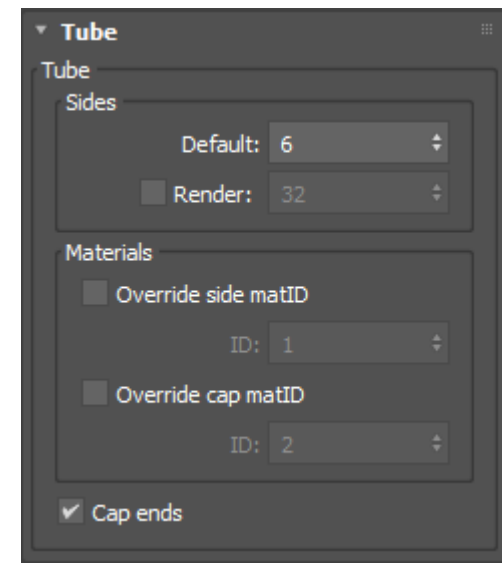 Tube
Tube
Sides
Default: 6
Render: 32
Materials
Override side matID
ID: 1
Override cap matID
ID: 2
Cap ends